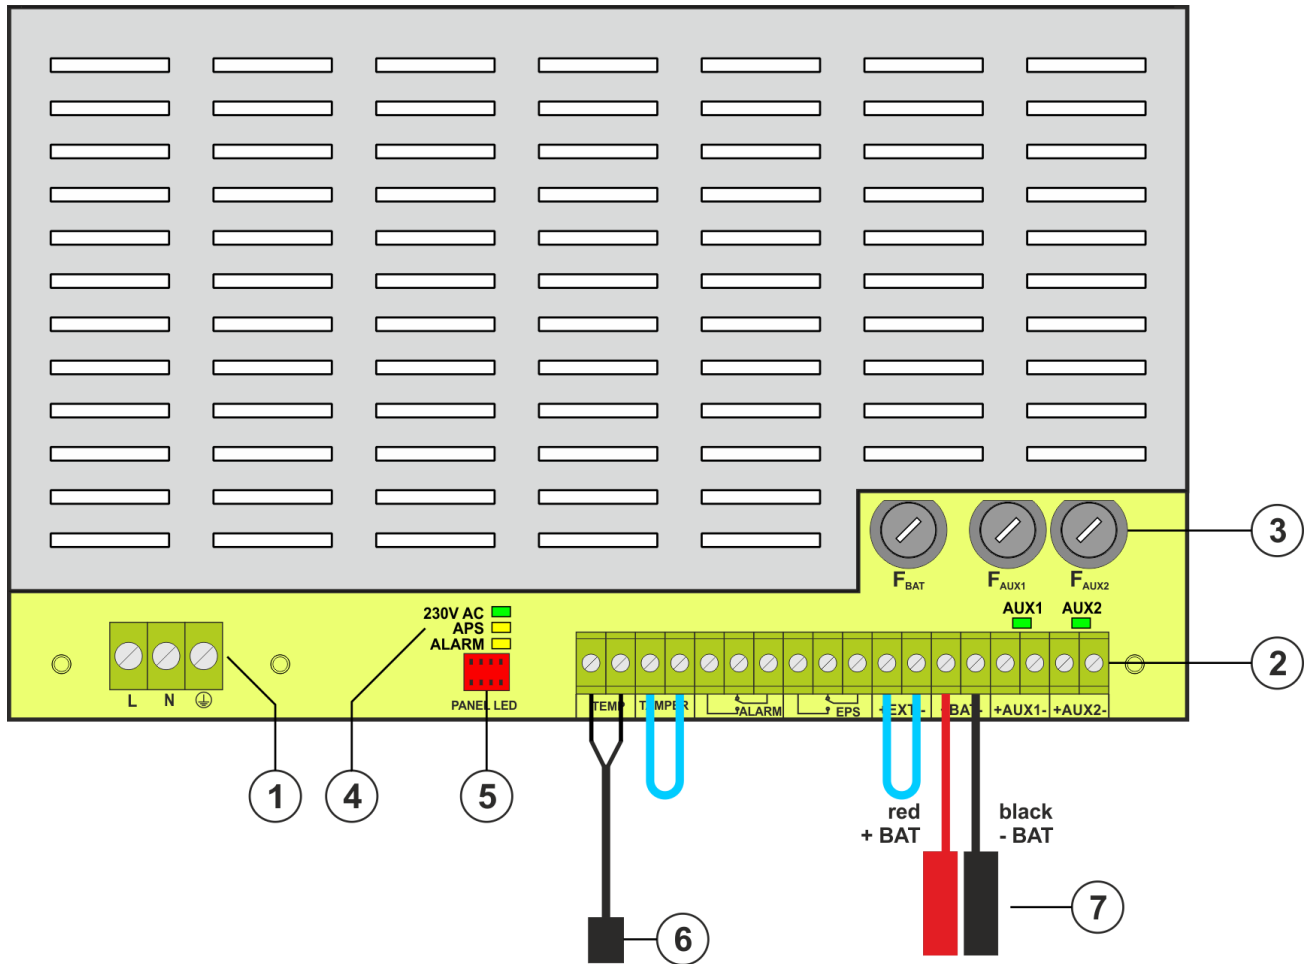 3
F BAT
F AUX1
F AUX2
230V AC
APS
ALARM
AUX1
AUX2
2
L
N
PANEL LED
TEMP
TAMPER
ALARM
EPS
+EXT-
+BAT-
+AUX1-
+AUX2-
1
4
5
red
+ BAT
black
- BAT
7
6